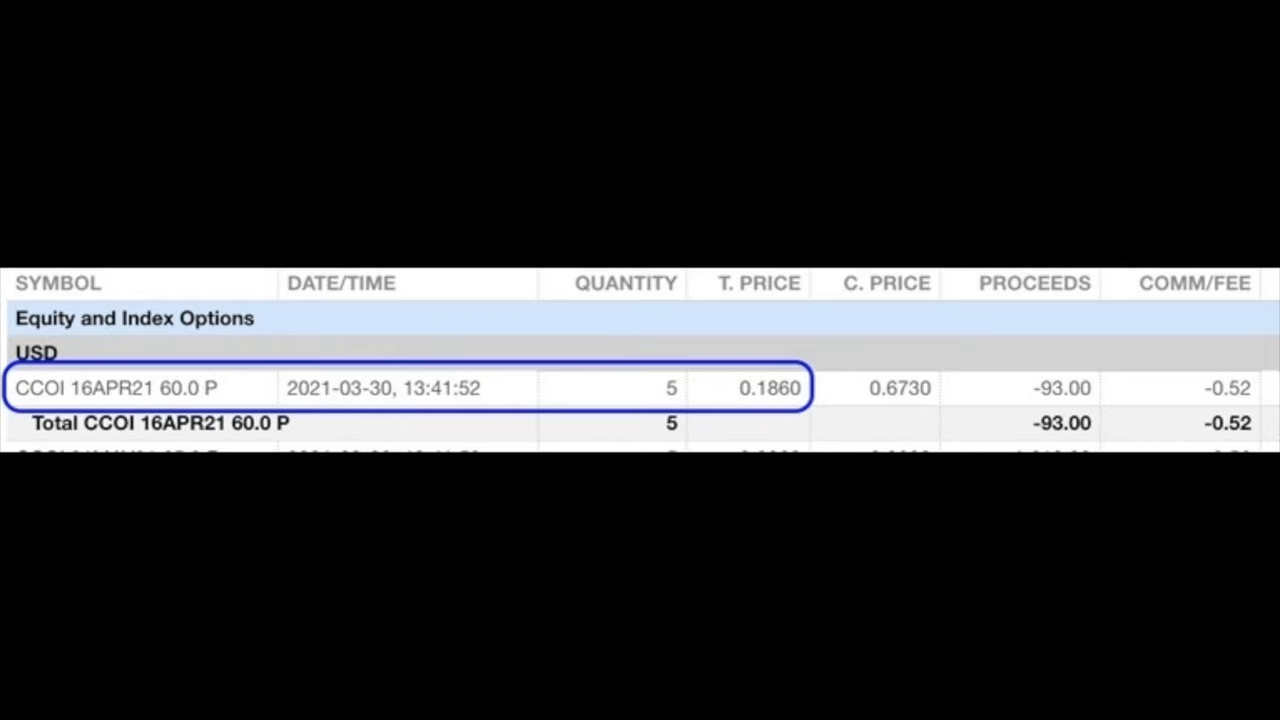 SYMBOL DATE/TIME QUANTITY T. PRICE C. PRICE PROCEEDS COMM/FEE
Equity and Index Options
USD
CCOI 16APR21 60.0 P 2021-03-30, 13:41:52 5 0.1860 0.6730 -93.00 -0.52
Total CCOI 16APR21 60.0 P 5 -93.00 -0.52